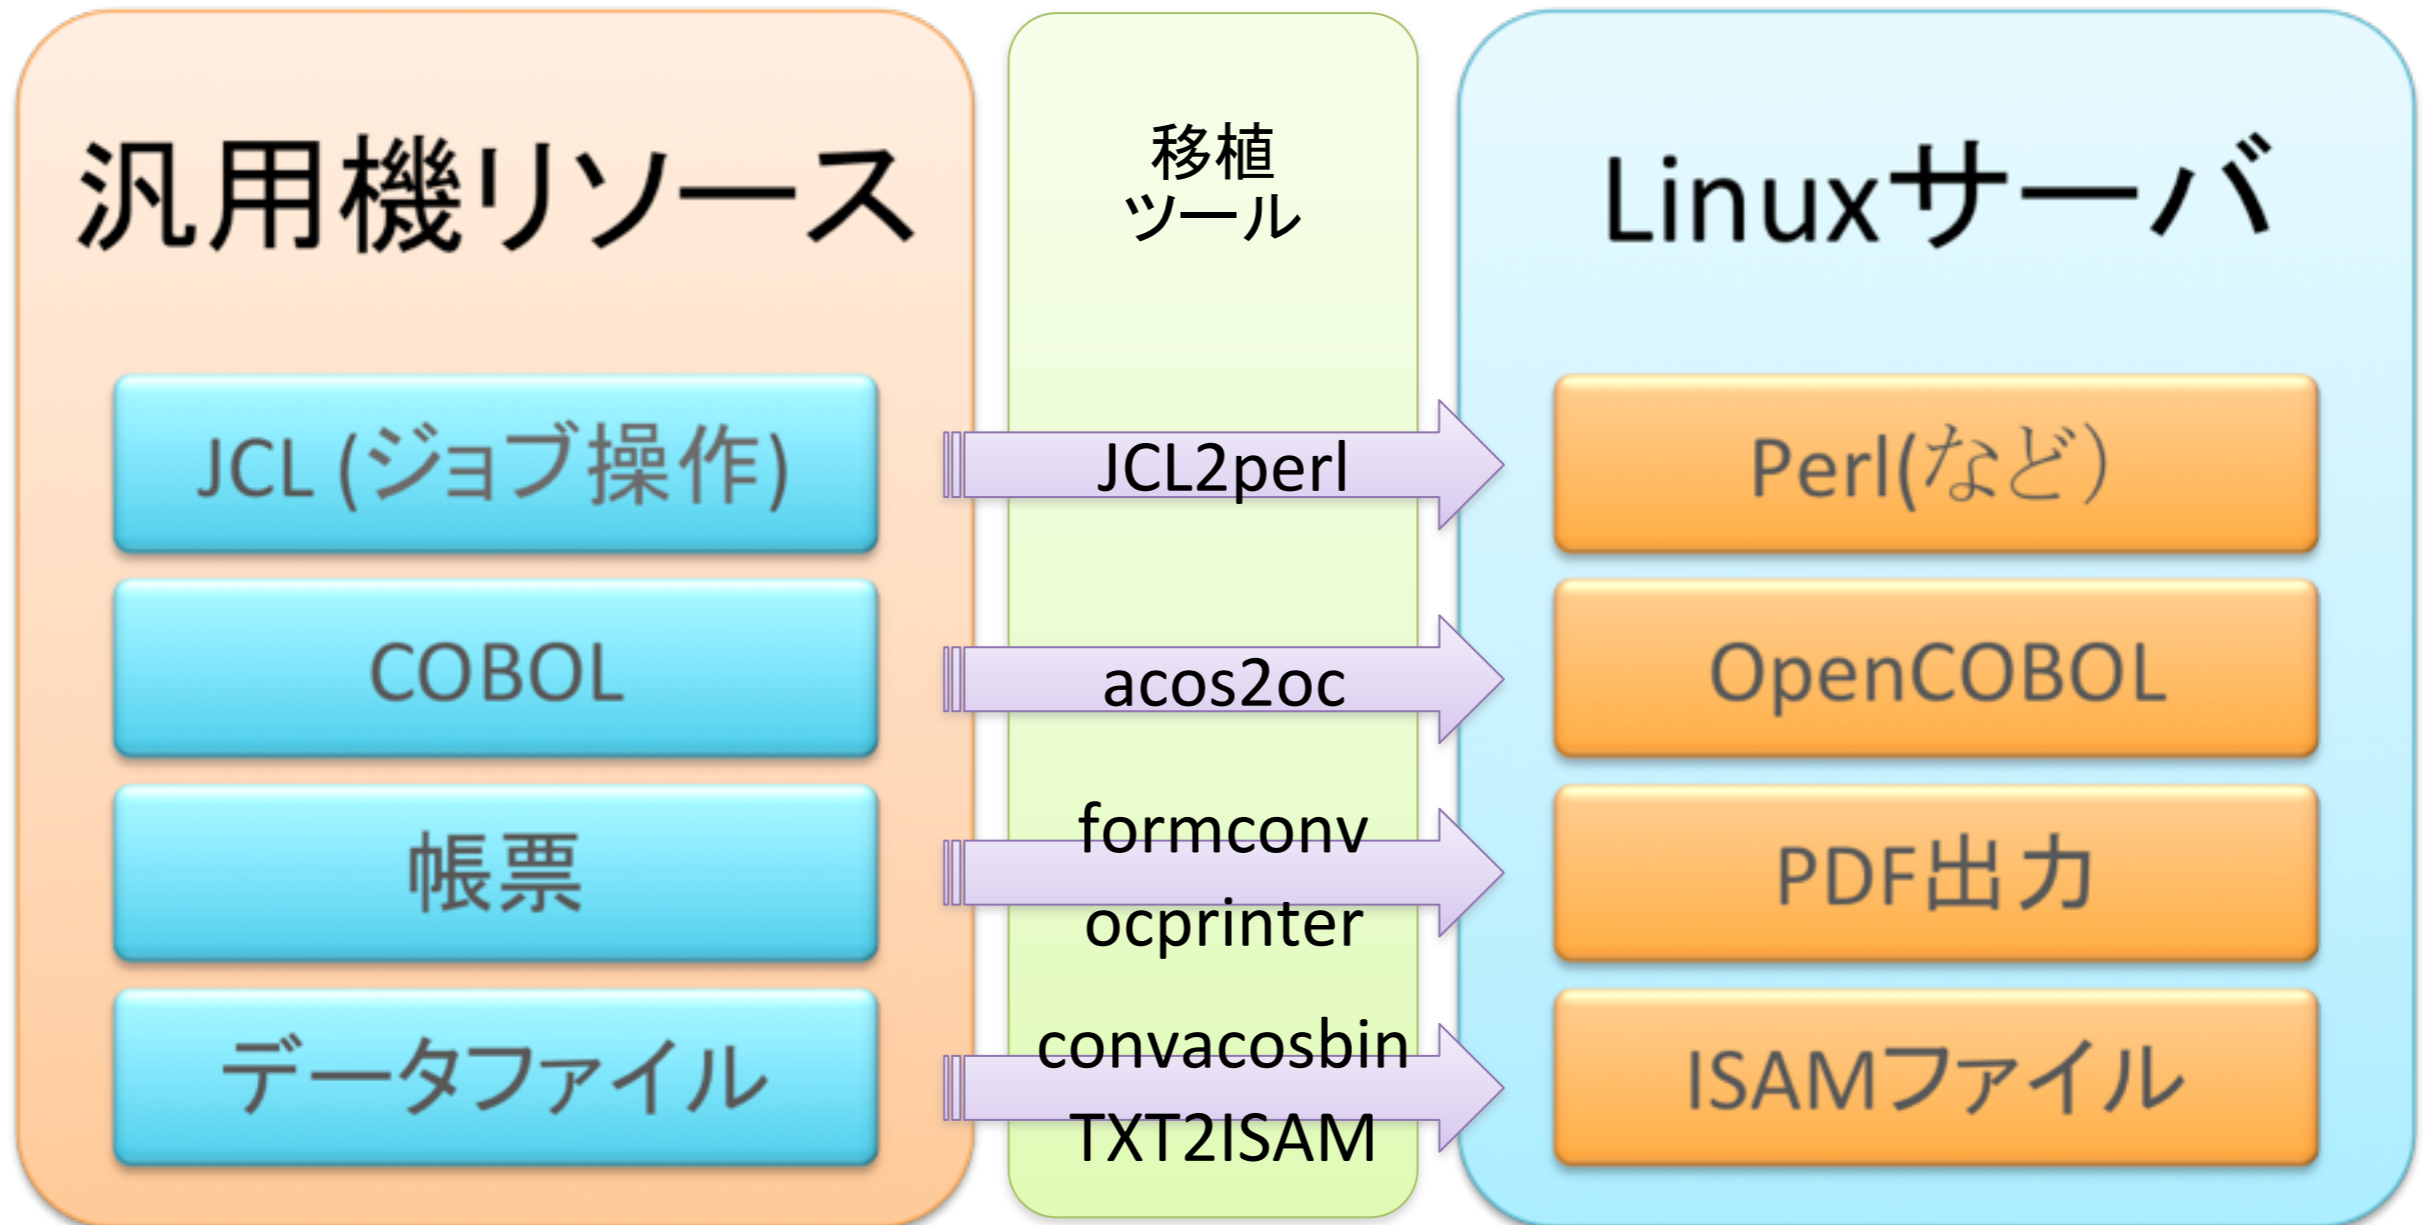 汎用機リソース
移植
ツール
Linuxサーバ
JCL (ジョブ操作)
JCL2perl
Perl(など）
COBOL
acos2oc
OpenCOBOL
帳票
formconv
ocprinter
PDF出力
データファイル
convacosbin
TXT2ISAM
ISAMファイル